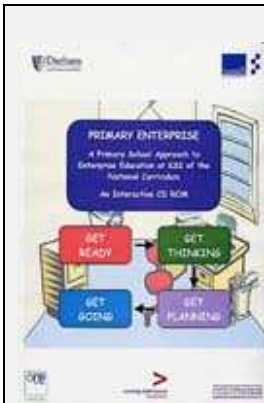 Durham
PRIMARY ENTERPRISE
A Primary School Approach to
Enterprise Education at KS2 of the
National Curriculum
An Interactive CD ROM
GET
READY
GET
THINKING
GET
GOING
GET
PLANNING